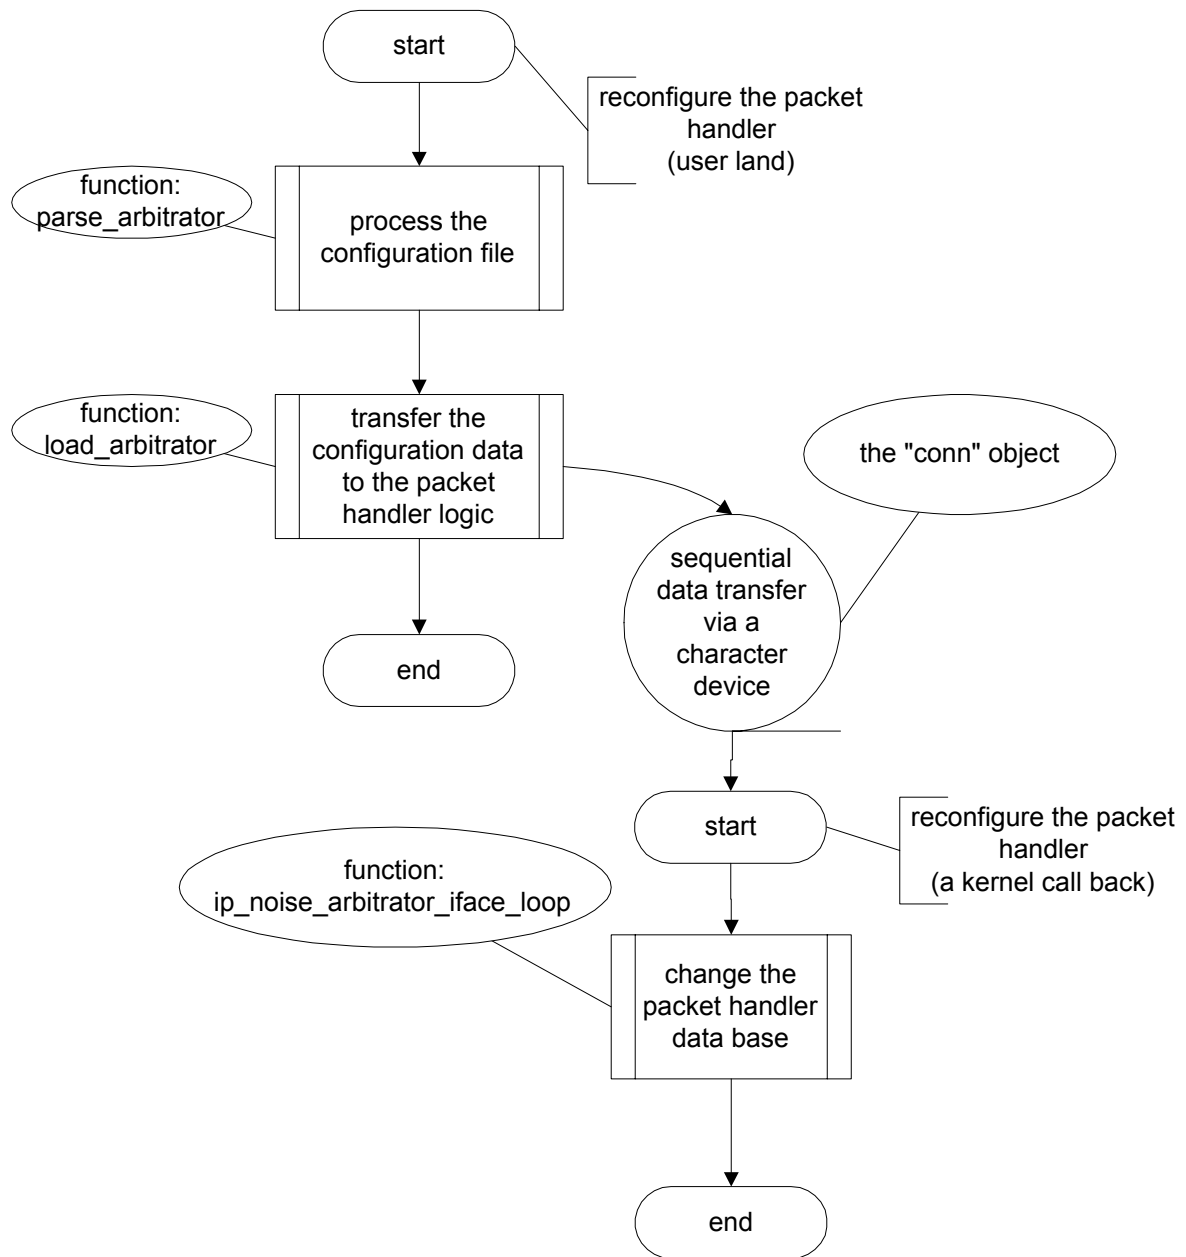 start
reconfigure the packet
handler
(user land)
function:
parse_arbitrator
process the
configuration file
function:
load_arbitrator
transfer the
configuration data
to the packet
handler logic
the "conn" object
sequential
data transfer
via a
character
device
end
start
reconfigure the packet
handler
(a kernel call back)
function:
ip_noise_arbitrator_iface_loop
change the
packet handler
data base
end